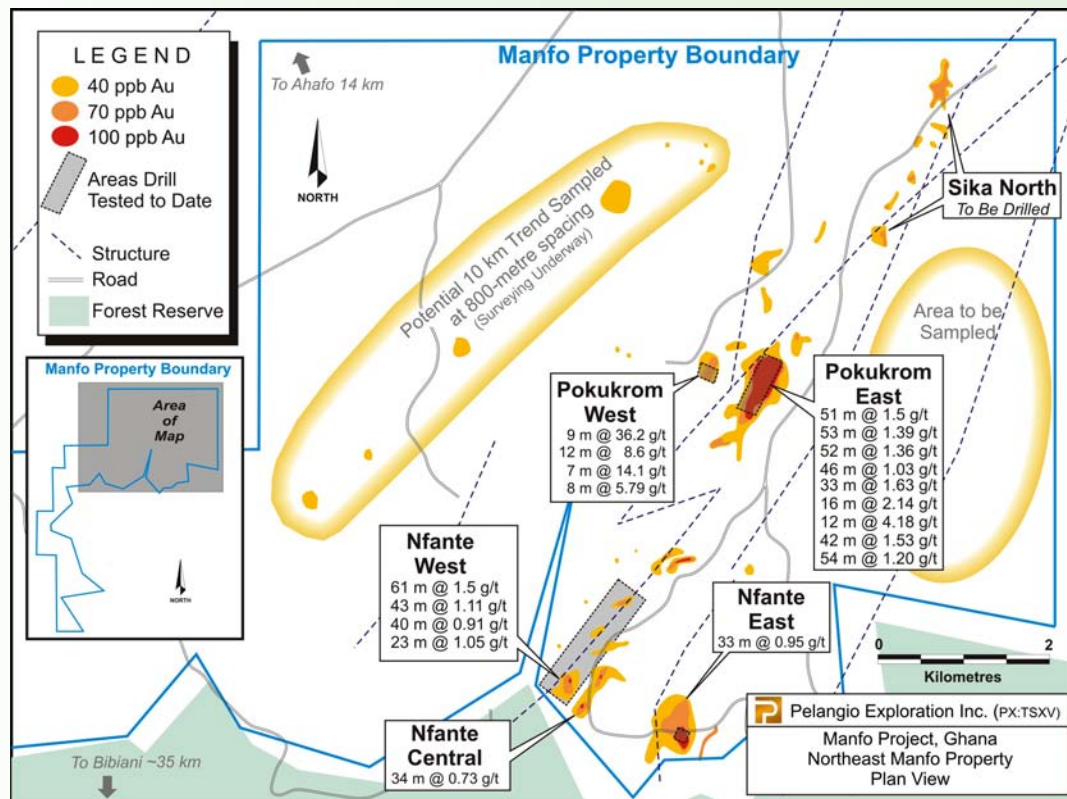 LEGEND
40 ppb Au
70 ppb Au
100 ppb Au
Areas Drill
Tested to Date
Structure
Road
Forest Reserve
Manfo Property Boundary
Area
of
Map
NORTH
To Ahafo 14 km
NORTH
Manfo Property Boundary
Potential 10 km Trend Sampled
at 800-metre spacing
(Surveying Underway)
Sika North
To Be Drilled
Area to be
Sampled
Pokukrom
West
9 m @ 36.2 g/t
12 m @ 8.6 g/t
7 m @ 14.1 g/t
8 m @ 5.79 g/t
Pokukrom
East
51 m @ 1.5 g/t
53 m @ 1.39 g/t
52 m @ 1.36 g/t
46 m @ 1.03 g/t
33 m @ 1.63 g/t
16 m @ 2.14 g/t
12 m @ 4.18 g/t
42 m @ 1.53 g/t
54 m @ 1.20 g/t
Nfante
West
61 m @ 1.5 g/t
43 m @ 1.11 g/t
40 m @ 0.91 g/t
23 m @ 1.05 g/t
Nfante
East
33 m @ 0.95 g/t
Nfante
Central
34 m @ 0.73 g/t
To Bibiani ~35 km
0 2
Kilometres
Pelangio Exploration Inc. (PX:TSXV)
Manfo Project, Ghana
Northeast Manfo Property
Plan View